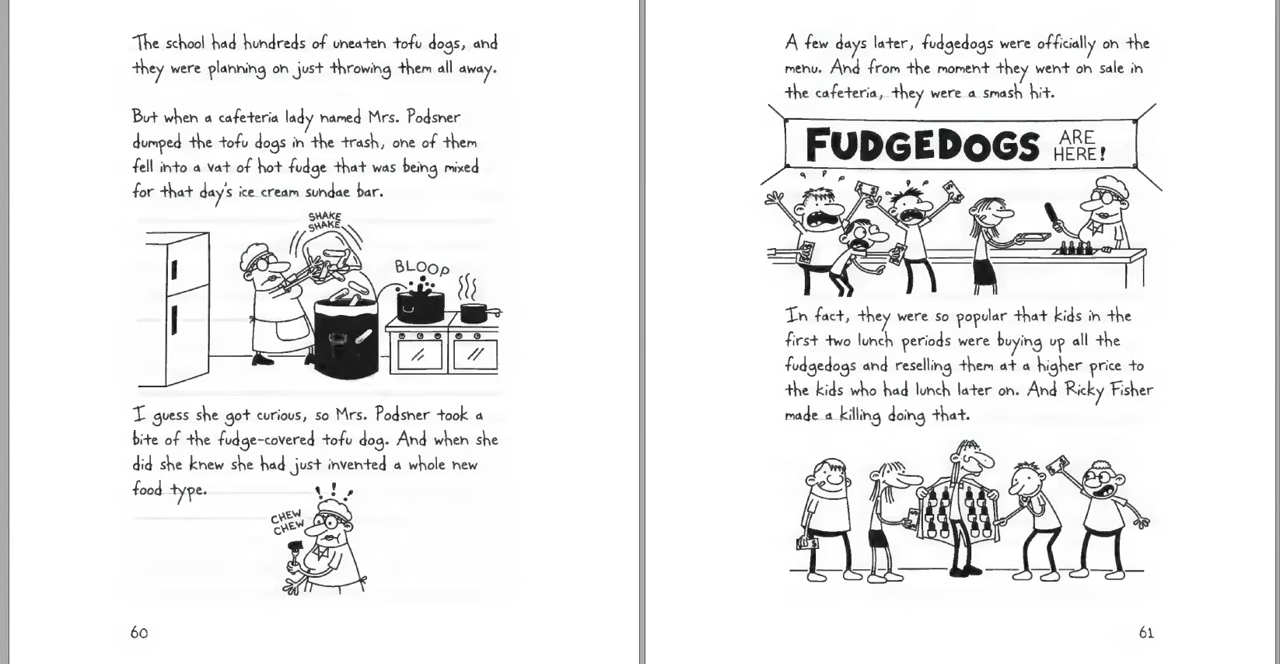 The school had hundreds of uneaten tofu dogs, and
they were planning on just throwing them all away.
But when a cafeteria lady named Mrs. Podsner
dumped the tofu dogs in the trash, one of them
fell into a vat of hot fudge that was being mixed
for that day's ice cream sundae bar.
SHAKE
SHAKE
BLOOP
I guess she got curious, so Mrs. Podsner took a
bite of the fudge-covered tofu dog. And when she
did she knew she had just invented a whole new
food type.
! ! !
CHEW
CHEW
60
A few days later, fudgedogs were officially on the
menu. And from the moment they went on sale in
the cafeteria, they were a smash hit.
FUDGEDOGS ARE
HERE!
In fact, they were so popular that kids in the
first two lunch periods were buying up all the
fudgedogs and reselling them at a higher price to
the kids who had lunch later on. And Ricky Fisher
made a killing doing that.
61